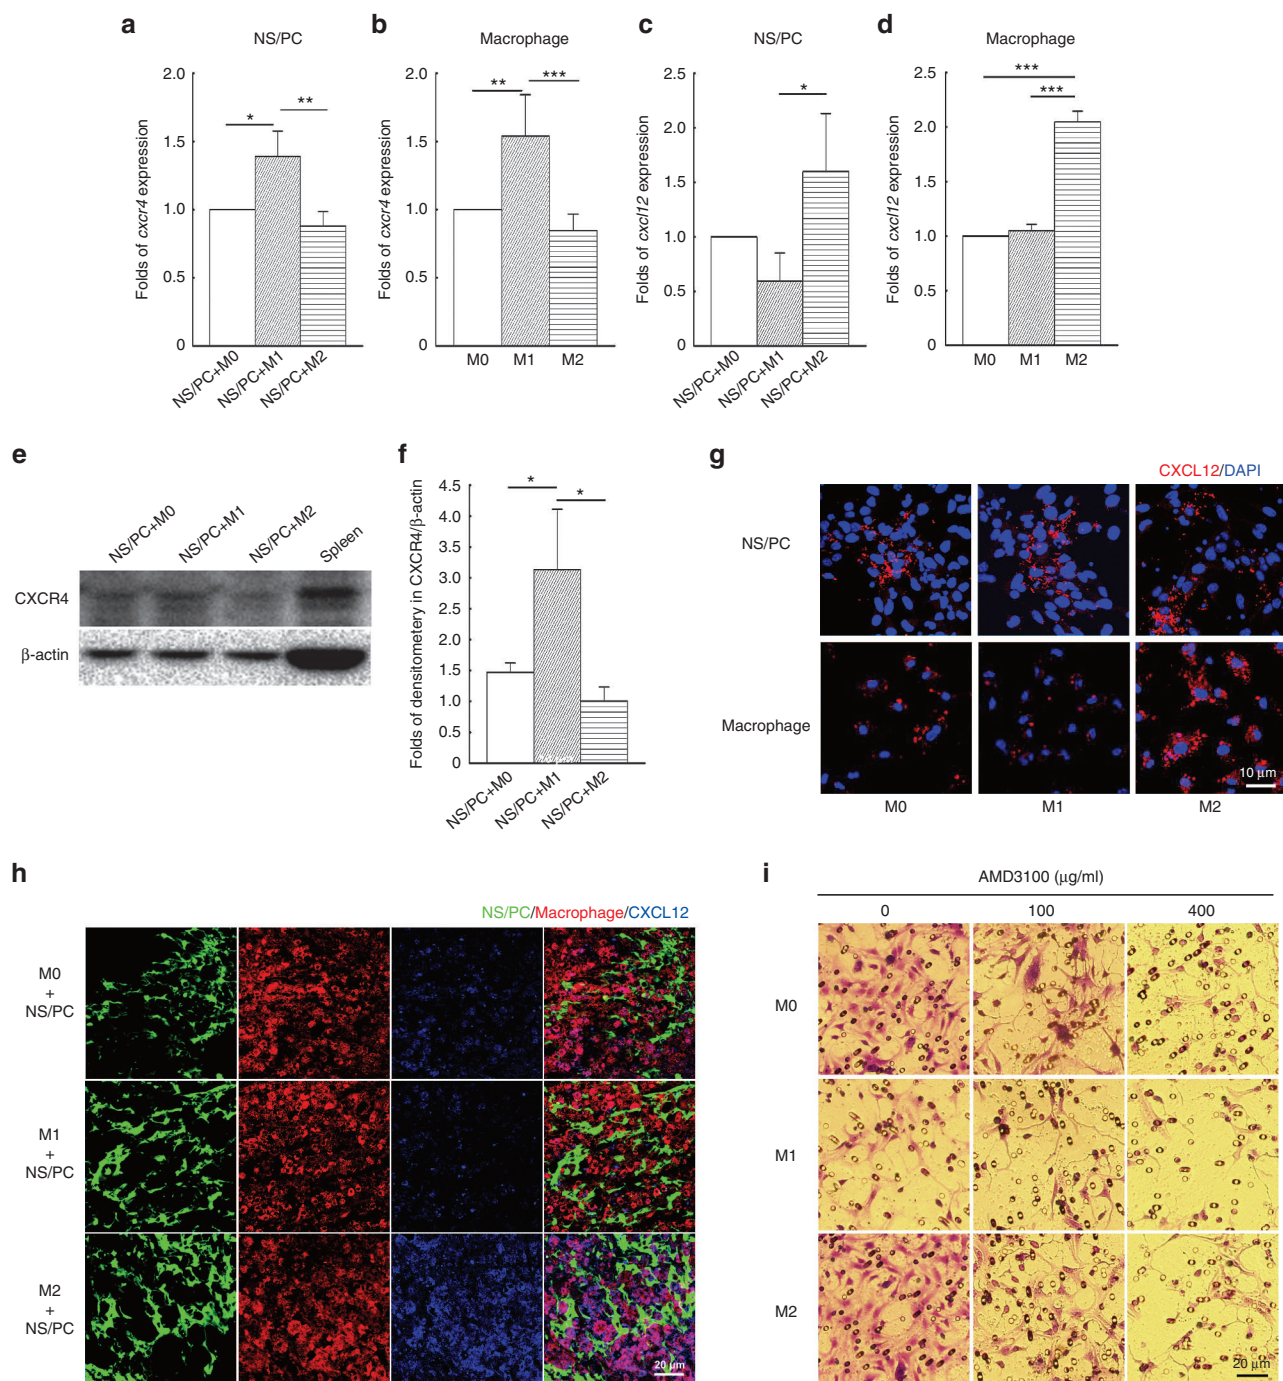 a
NS/PC
Folds of cxcr4 expression
2.0
1.5
1.0
0.5
0
*
**
NS/PC+M0
NS/PC+M1
NS/PC+M2
b
Macrophage
Folds of cxcr4 expression
2.0
1.5
1.0
0.5
0
**
***
M0
M1
M2
c
NS/PC
Folds of cxcl12 expression
2.5
2.0
1.5
1.0
0.5
0
*
NS/PC+M0
NS/PC+M1
NS/PC+M2
d
Macrophage
Folds of cxcl12 expression
2.5
2.0
1.5
1.0
0.5
0
***
***
M0
M1
M2
e
NS/PC+M0
NS/PC+M1
NS/PC+M2
Spleen
CXCR4
β-actin
f
Folds of densitometery in CXCR4/β-actin
4.5
4.0
3.5
3.0
2.5
2.0
1.5
1.0
0.5
0
*
*
NS/PC+M0
NS/PC+M1
NS/PC+M2
g
CXCL12/DAPI
NS/PC
Macrophage
10 μm
M0
M1
M2
h
NS/PC/Macrophage/CXCL12
M0
+
NS/PC
M1
+
NS/PC
M2
+
NS/PC
20 μm
i
AMD3100 (μg/ml)
0
100
400
M0
M1
M2
20 μm